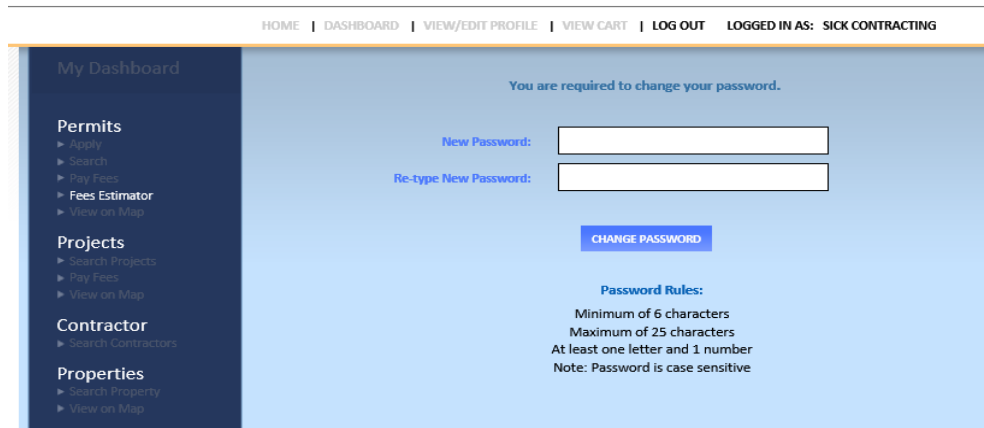 HOME | DASHBOARD | VIEW/EDIT PROFILE | VIEW CART | LOG OUT LOGGED IN AS: SICK CONTRACTING
My Dashboard
Permits
► Apply
► Search
► Pay Fees
► Fees Estimator
► View on Map
Projects
► Search Projects
► Pay Fees
► View on Map
Contractor
► Search Contractors
Properties
► Search Property
► View on Map
You are required to change your password.
New Password:
Re-type New Password:
CHANGE PASSWORD
Password Rules:
Minimum of 6 characters
Maximum of 25 characters
At least one letter and 1 number
Note: Password is case sensitive